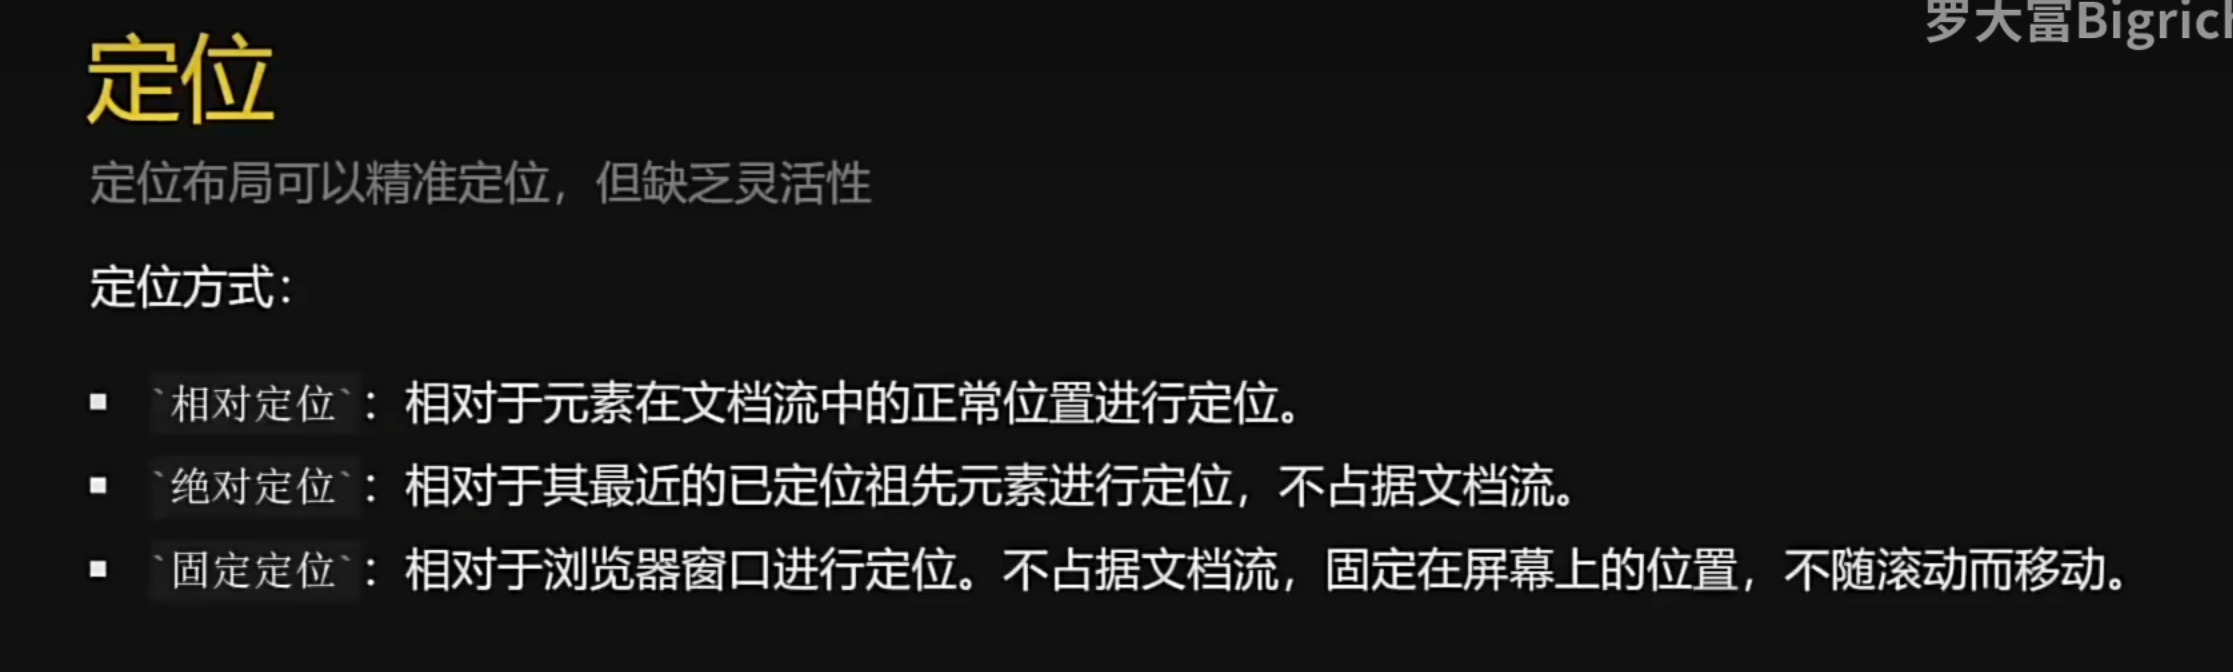 罗大富Bigrich
定位
定位布局可以精准定位，但缺乏灵活性
定位方式：
▪ `相对定位`：相对于元素在文档流中的正常位置进行定位。
▪ `绝对定位`：相对于其最近的已定位祖先元素进行定位，不占据文档流。
▪ `固定定位`：相对于浏览器窗口进行定位。不占据文档流，固定在屏幕上的位置，不随滚动而移动。